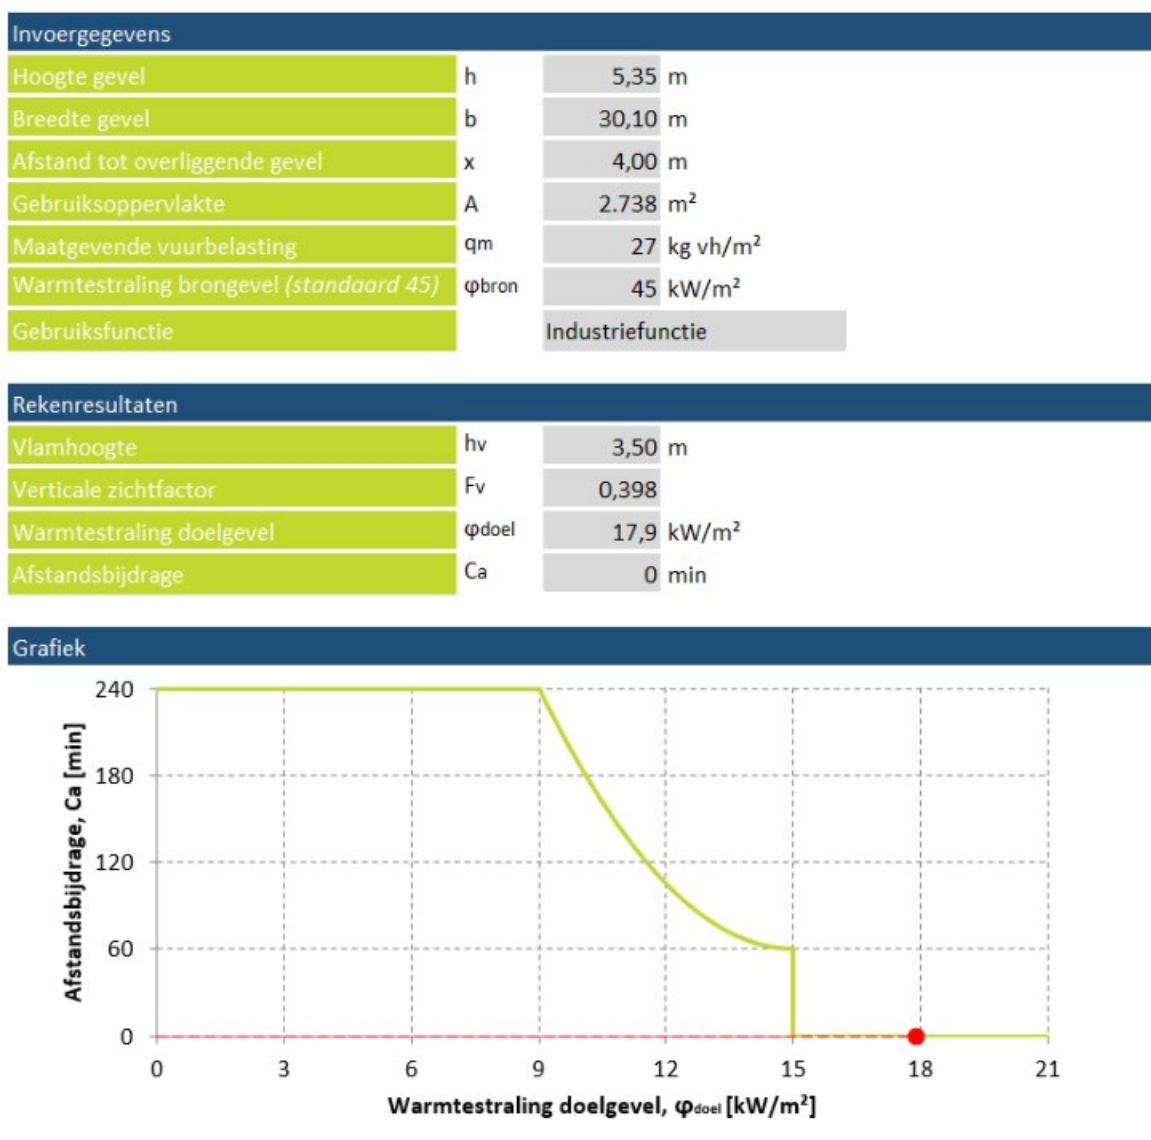 Invoergegevens
Hoogte gevel h 5,35 m
Breedte gevel b 30,10 m
Afstand tot overliggende gevel x 4,00 m
Gebruiksoppervlakte A 2.738 m²
Maatgevende vuurbelasting qm 27 kg vh/m²
Warmtestraling brongevel (standaard 45) φbron 45 kW/m²
Gebruiksfunctie Industriefunctie
Rekenresultaten
Vlamhoogte hv 3,50 m
Verticale zichtfactor Fv 0,398
Warmtestraling doelgevel φdoel 17,9 kW/m²
Afstandsbijdrage Ca 0 min
Grafiek
Afstandsbijdrage, Ca [min]
240
180
120
60
0
0 3 6 9 12 15 18 21
Warmtestraling doelgevel, φdoel [kW/m²]